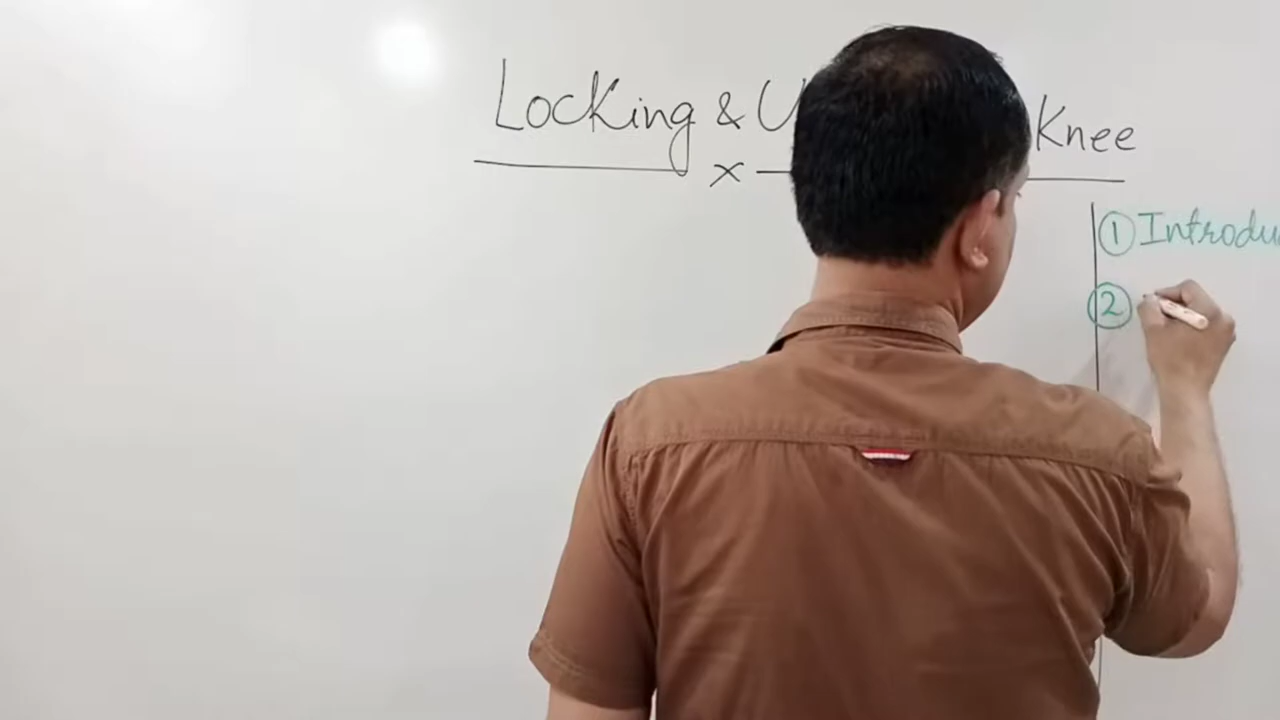 Locking & U Knee
x
① Introdu
②